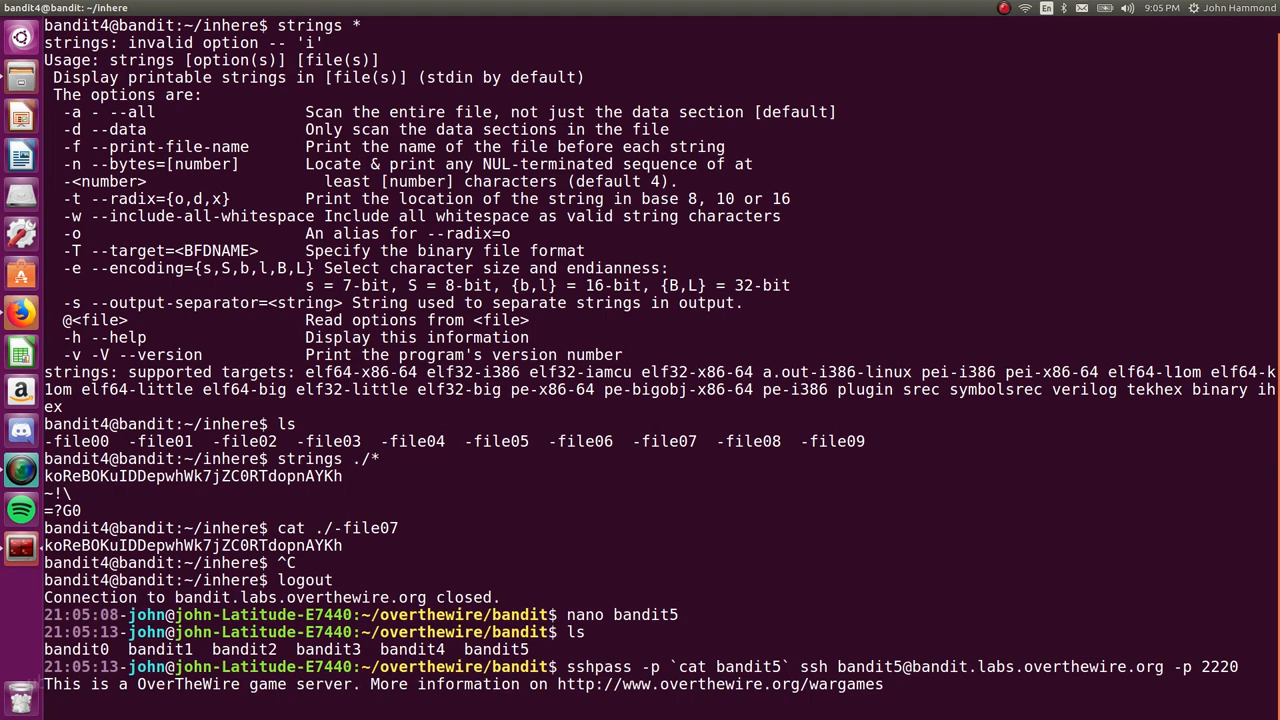 bandit4@bandit: ~/inhere
En
9:05 PM
John Hammond
bandit4@bandit:~/inhere$ strings *
strings: invalid option -- 'i'
Usage: strings [option(s)] [file(s)]
 Display printable strings in [file(s)] (stdin by default)
 The options are:
  -a - --all                Scan the entire file, not just the data section [default]
  -d --data                 Only scan the data sections in the file
  -f --print-file-name      Print the name of the file before each string
  -n --bytes=[number]       Locate & print any NUL-terminated sequence of at
  -<number>                   least [number] characters (default 4).
  -t --radix={o,d,x}        Print the location of the string in base 8, 10 or 16
  -w --include-all-whitespace Include all whitespace as valid string characters
  -o                        An alias for --radix=o
  -T --target=<BFDNAME>     Specify the binary file format
  -e --encoding={s,S,b,l,B,L} Select character size and endianness:
                            s = 7-bit, S = 8-bit, {b,l} = 16-bit, {B,L} = 32-bit
  -s --output-separator=<string> String used to separate strings in output.
  @<file>                   Read options from <file>
  -h --help                 Display this information
  -v -V --version           Print the program's version number
strings: supported targets: elf64-x86-64 elf32-i386 elf32-iamcu elf32-x86-64 a.out-i386-linux pei-i386 pei-x86-64 elf64-l1om elf64-k
1om elf64-little elf64-big elf32-little elf32-big pe-x86-64 pe-bigobj-x86-64 pe-i386 plugin srec symbolsrec verilog tekhex binary ih
ex
bandit4@bandit:~/inhere$ ls
-file00  -file01  -file02  -file03  -file04  -file05  -file06  -file07  -file08  -file09
bandit4@bandit:~/inhere$ strings ./*
koReBOKuIDDepwhWk7jZC0RTdopnAYKh
~!\
=?G0
bandit4@bandit:~/inhere$ cat ./-file07
koReBOKuIDDepwhWk7jZC0RTdopnAYKh
bandit4@bandit:~/inhere$ ^C
bandit4@bandit:~/inhere$ logout
Connection to bandit.labs.overthewire.org closed.
21:05:08-john@john-Latitude-E7440:~/overthewire/bandit$ nano bandit5
21:05:13-john@john-Latitude-E7440:~/overthewire/bandit$ ls
bandit0  bandit1  bandit2  bandit3  bandit4  bandit5
21:05:13-john@john-Latitude-E7440:~/overthewire/bandit$ sshpass -p `cat bandit5` ssh bandit5@bandit.labs.overthewire.org -p 2220
This is a OverTheWire game server. More information on http://www.overthewire.org/wargames